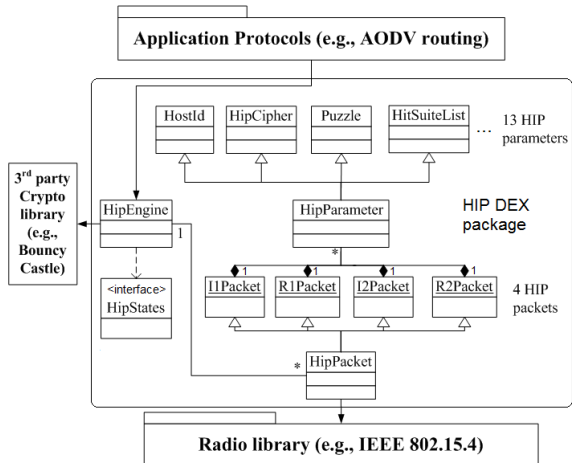 Application Protocols (e.g., AODV routing)
HostId
HipCipher
Puzzle
HitSuiteList
...
13 HIP
parameters
3rd party
Crypto
library
(e.g.,
Bouncy
Castle)
HipEngine
1
HipParameter
*
HIP DEX
package
<interface>
HipStates
1
1
1
1
I1Packet
R1Packet
I2Packet
R2Packet
4 HIP
packets
HipPacket
*
Radio library (e.g., IEEE 802.15.4)